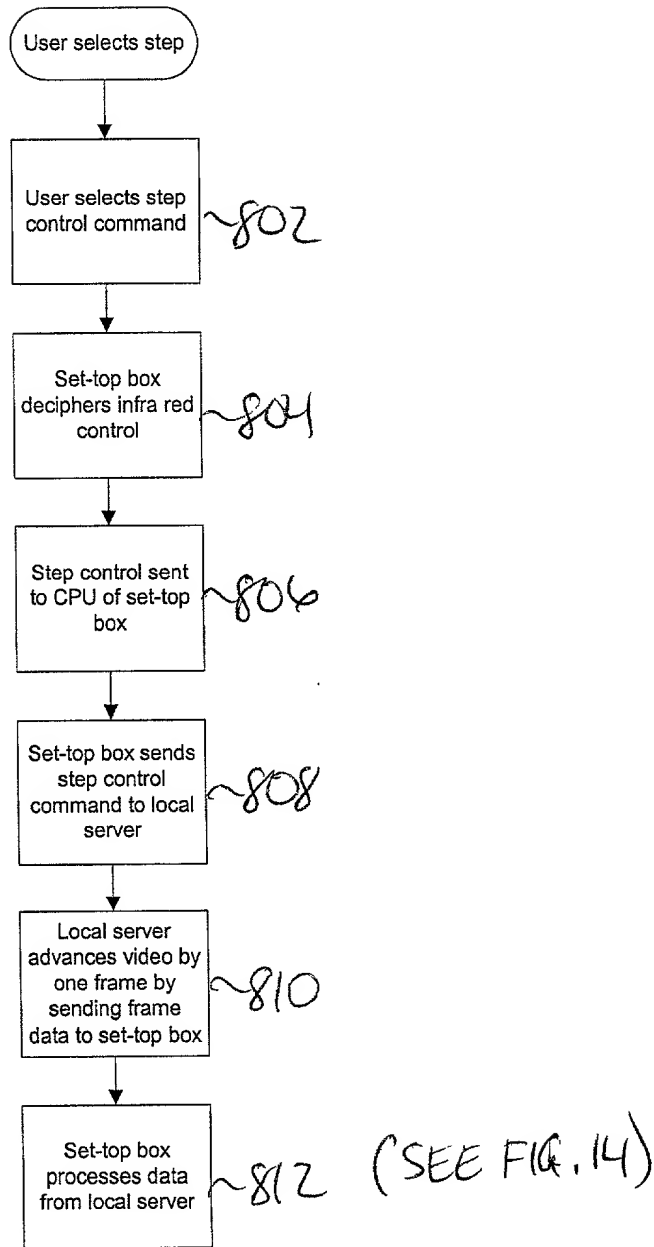 User selects step
User selects step
control command
802
Set-top box
deciphers infra red
control
804
Step control sent
to CPU of set-top
box
806
Set-top box sends
step control
command to local
server
808
Local server
advances video by
one frame by
sending frame
data to set-top box
810
Set-top box
processes data
from local server
812 (SEE FIG. 14)